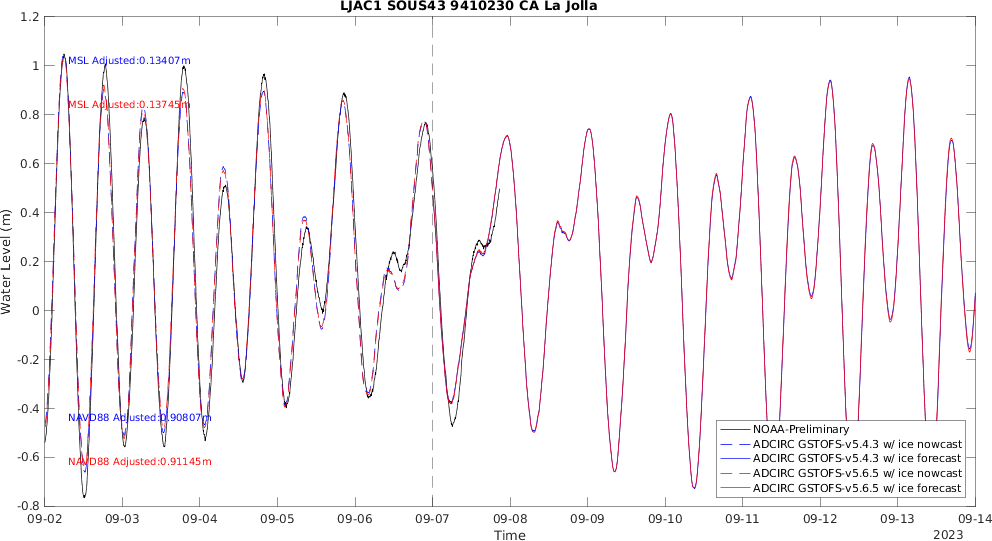 LJAC1 SOUS43 9410230 CA La Jolla
1.2
1
0.8
0.6
0.4
0.2
0
-0.2
-0.4
-0.6
-0.8
Water Level (m)
MSL Adjusted:0.13407m
MSL Adjusted:0.13745m
NAVD88 Adjusted:0.90807m
NAVD88 Adjusted:0.91145m
NOAA-Preliminary
ADCIRC GSTOFS-v5.4.3 w/ ice nowcast
ADCIRC GSTOFS-v5.4.3 w/ ice forecast
ADCIRC GSTOFS-v5.6.5 w/ ice nowcast
ADCIRC GSTOFS-v5.6.5 w/ ice forecast
09-02 09-03 09-04 09-05 09-06 09-07 09-08 09-09 09-10 09-11 09-12 09-13 09-14
Time
2023